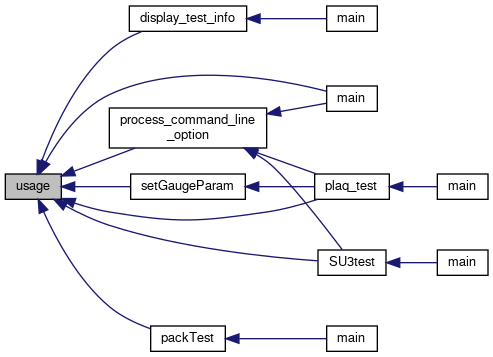 display_test_info
main
main
process_command_line
_option
usage
setGaugeParam
plaq_test
main
SU3test
main
packTest
main